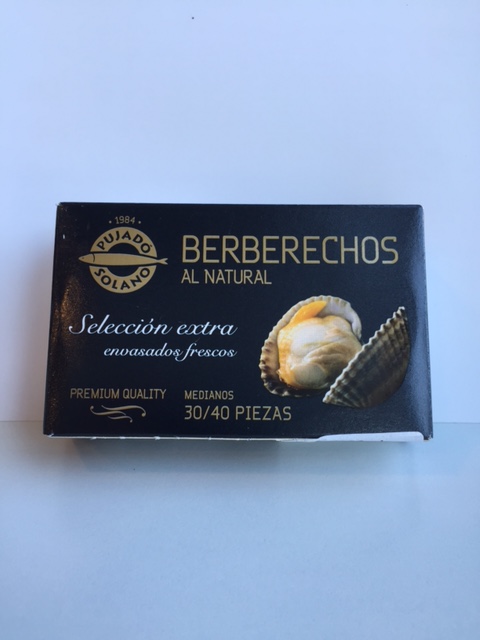 • 1984 •
PUJADÓ
SOLANO
BERBERECHOS
AL NATURAL
Selección extra
envasados frescos
PREMIUM QUALITY
MEDIANOS
30/40 PIEZAS